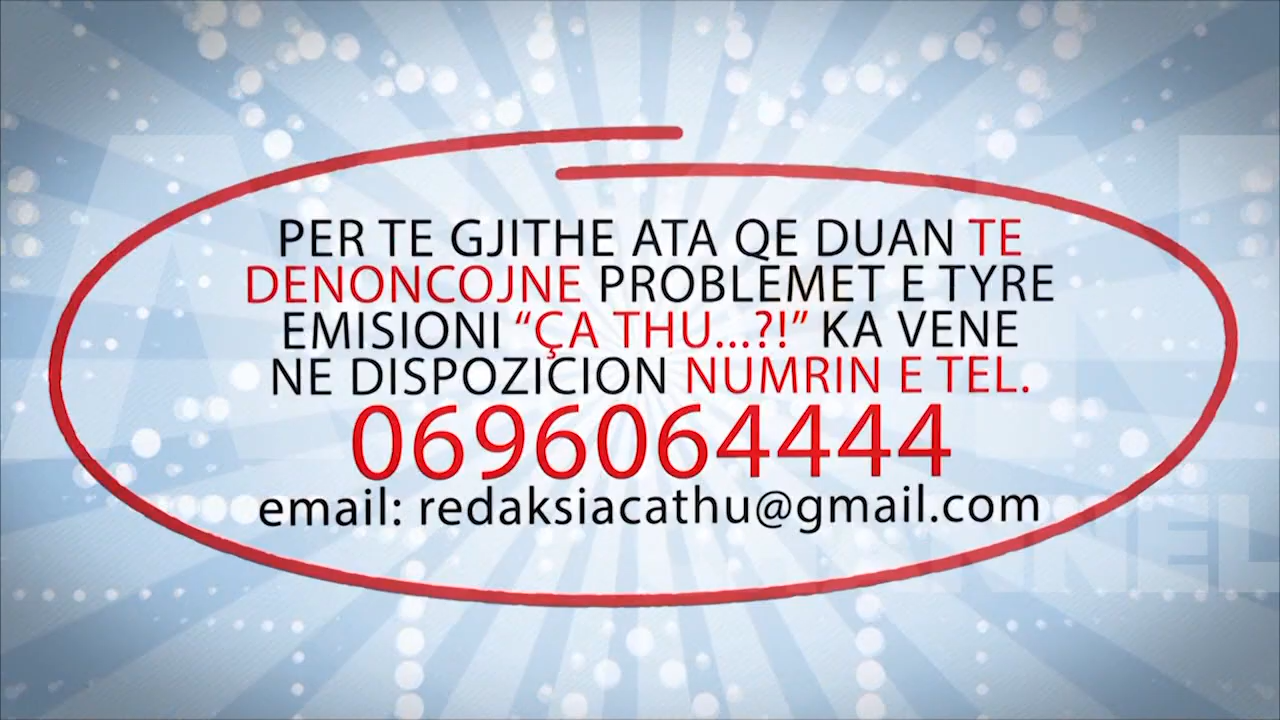 PER TE GJITHE ATA QE DUAN TE
DENONCOJNE PROBLEMET E TYRE
EMISIONI “ÇA THU...?!” KA VENE
NE DISPOZICION NUMRIN E TEL.
0696064444
email: redaksiacathu@gmail.com